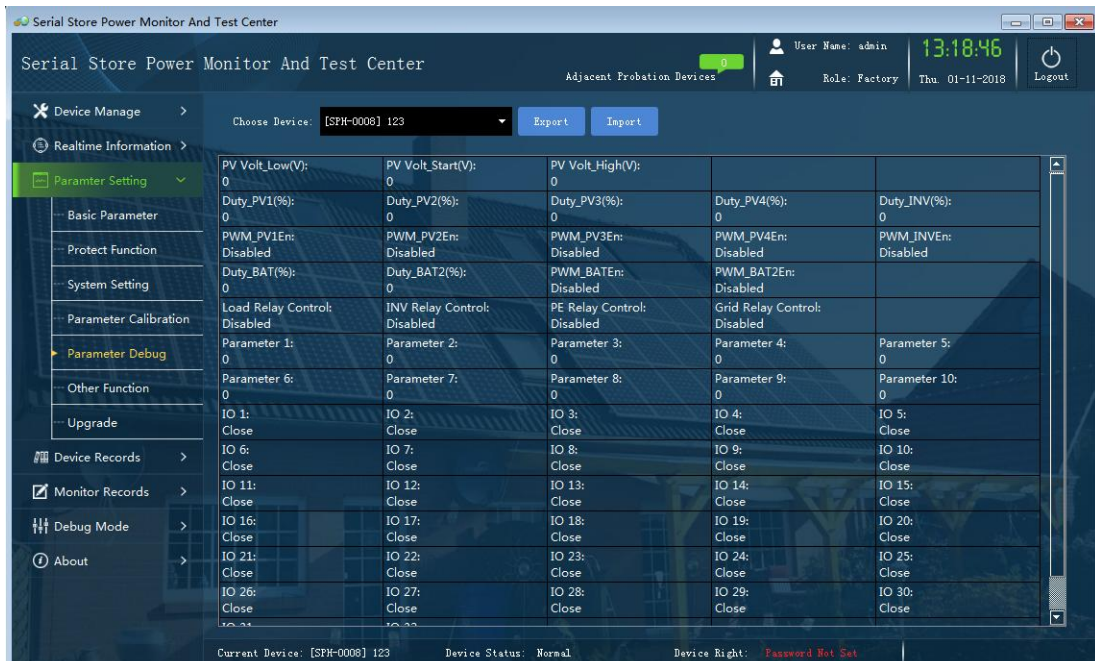 Serial Store Power Monitor And Test Center
Serial Store Power Monitor And Test Center
Adjacent Probation Devices 0
User Name: admin
Role: Factory
13:18:46
Thu. 01-11-2018
Logout
Device Manage
Realtime Information
Paramter Setting
Basic Parameter
Protect Function
System Setting
Parameter Calibration
Parameter Debug
Other Function
Upgrade
Device Records
Monitor Records
Debug Mode
About
Choose Device: [SPH-0008] 123 Export Import
PV Volt_Low(V): PV Volt_Start(V): PV Volt_High(V):
0 0 0
Duty_PV1(%): Duty_PV2(%): Duty_PV3(%): Duty_PV4(%): Duty_INV(%):
0 0 0 0 0
PWM_PV1En: PWM_PV2En: PWM_PV3En: PWM_PV4En: PWM_INVEn:
Disabled Disabled Disabled Disabled Disabled
Duty_BAT(%): Duty_BAT2(%): PWM_BATEn: PWM_BAT2En:
0 0 Disabled Disabled
Load Relay Control: INV Relay Control: PE Relay Control: Grid Relay Control:
Disabled Disabled Disabled Disabled
Parameter 1: Parameter 2: Parameter 3: Parameter 4: Parameter 5:
0 0 0 0 0
Parameter 6: Parameter 7: Parameter 8: Parameter 9: Parameter 10:
0 0 0 0 0
IO 1: IO 2: IO 3: IO 4: IO 5:
Close Close Close Close Close
IO 6: IO 7: IO 8: IO 9: IO 10:
Close Close Close Close Close
IO 11: IO 12: IO 13: IO 14: IO 15:
Close Close Close Close Close
IO 16: IO 17: IO 18: IO 19: IO 20:
Close Close Close Close Close
IO 21: IO 22: IO 23: IO 24: IO 25:
Close Close Close Close Close
IO 26: IO 27: IO 28: IO 29: IO 30:
Close Close Close Close Close
Current Device: [SPH-0008] 123 Device Status: Normal Device Right: Password Not Set